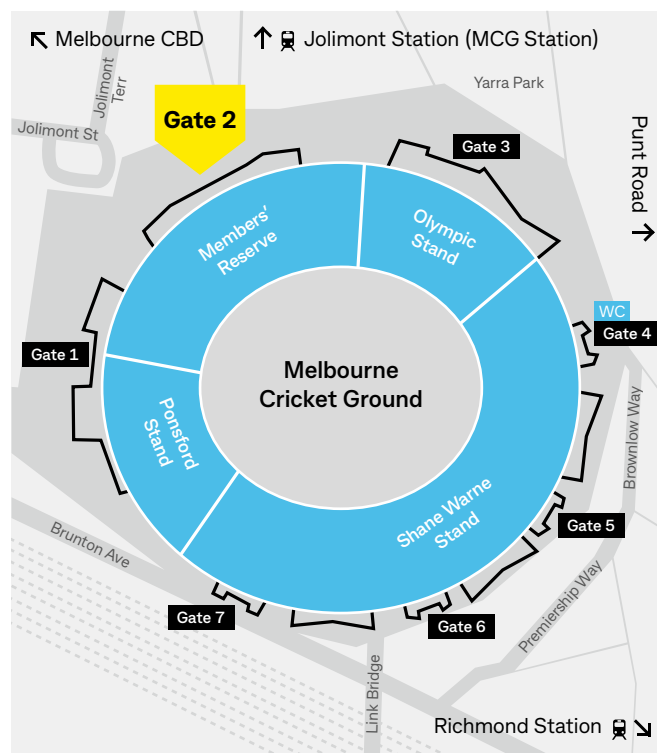 Melbourne CBD
Jolimont Station (MCG Station)
Yarra Park
Jolimont
Terr
Jolimont St
Gate 2
Gate 3
Punt Road
Members'
Reserve
Olympic
Stand
WC
Gate 4
Gate 1
Melbourne
Cricket Ground
Ponsford
Stand
Brownlow Way
Shane Warne
Stand
Gate 5
Brunton Ave
Premiership Way
Gate 7
Gate 6
Link Bridge
Richmond Station